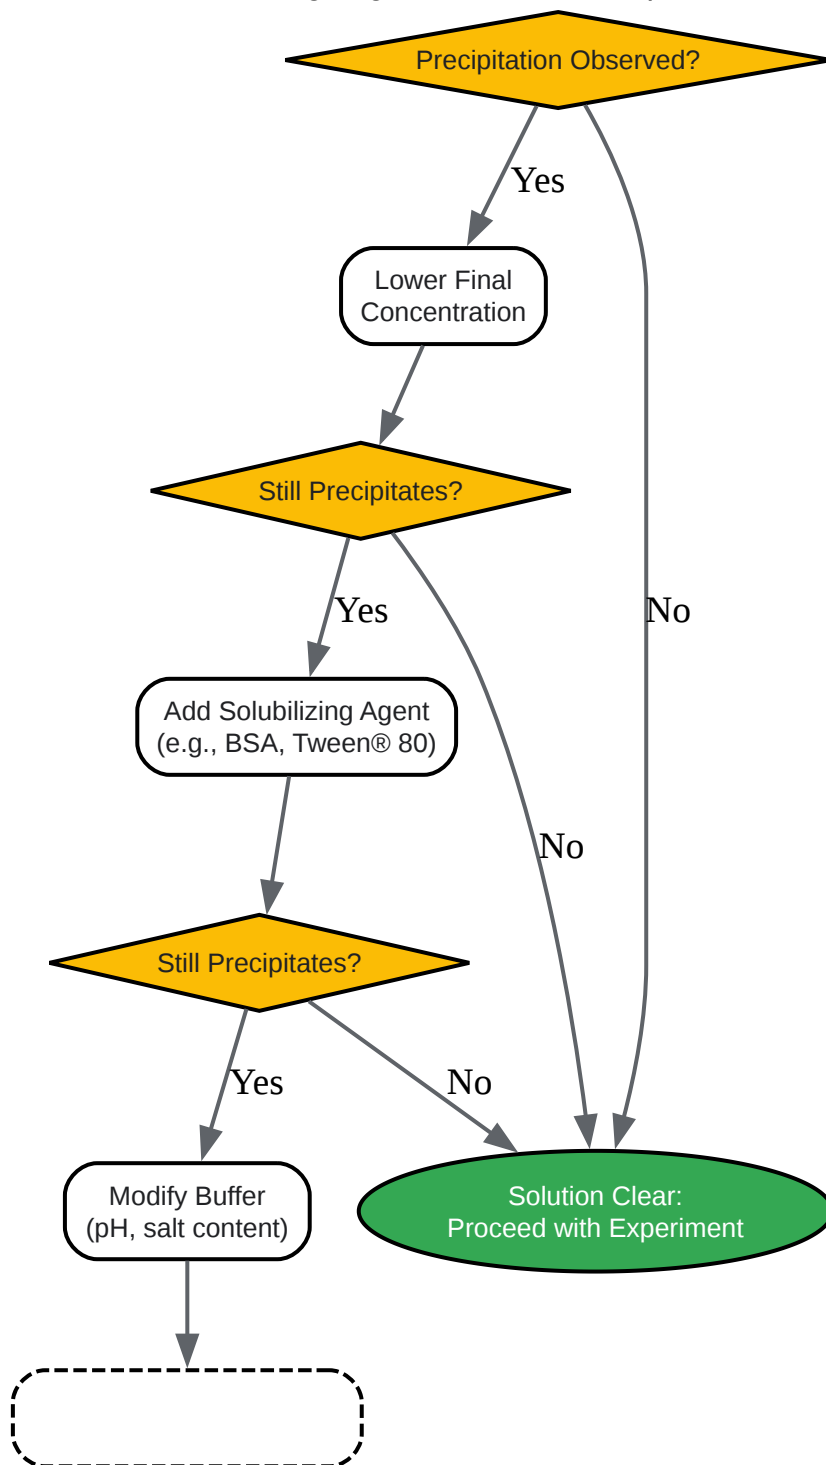 Precipitation Observed?
Yes
Lower Final
Concentration
Still Precipitates?
Yes
No
Add Solubilizing Agent
(e.g., BSA, Tween® 80)
No
Still Precipitates?
Yes
No
Modify Buffer
(pH, salt content)
Solution Clear:
Proceed with Experiment